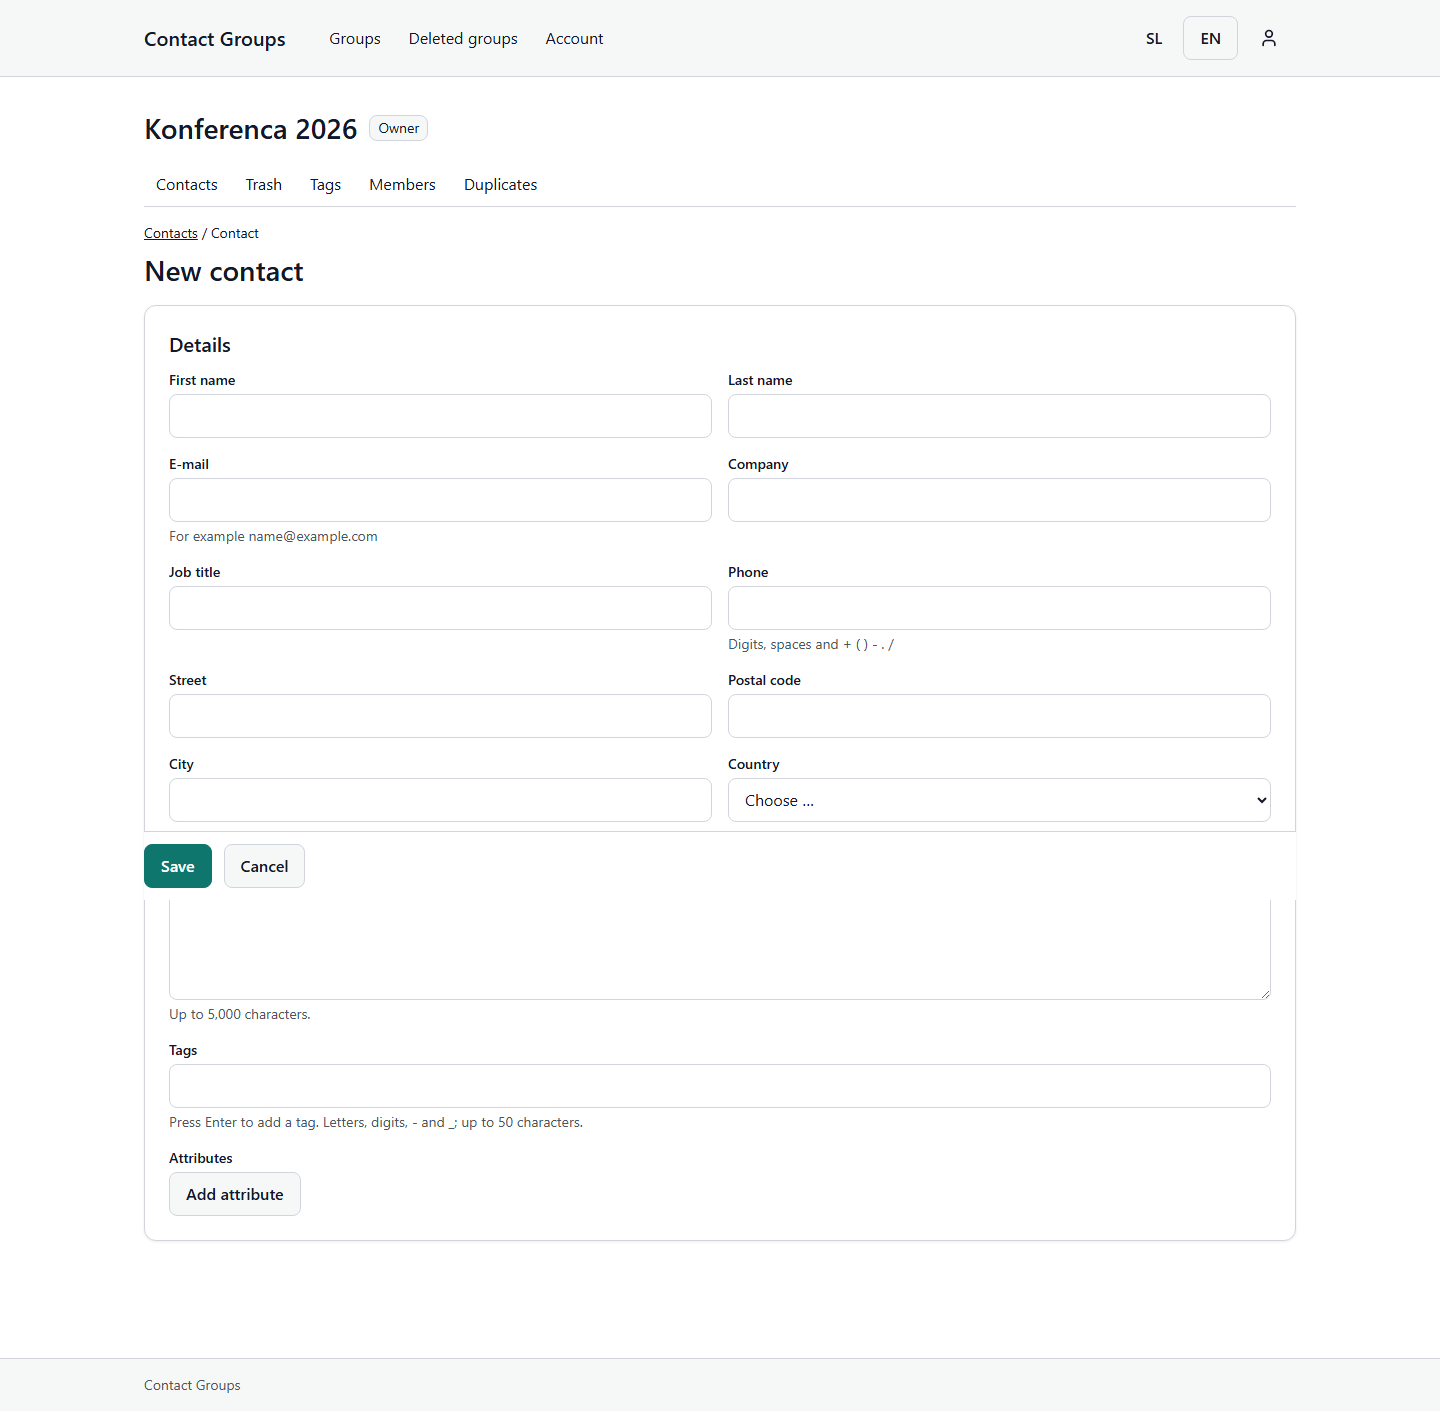 Contact Groups Groups Deleted groups Account SL EN
Konferenca 2026 Owner
Contacts Trash Tags Members Duplicates
Contacts / Contact
New contact
Details
First name Last name
E-mail Company
For example name@example.com
Job title Phone
Digits, spaces and + ( ) - . /
Street Postal code
City Country
Choose ...
Save Cancel
Up to 5,000 characters.
Tags
Press Enter to add a tag. Letters, digits, - and _; up to 50 characters.
Attributes
Add attribute
Contact Groups